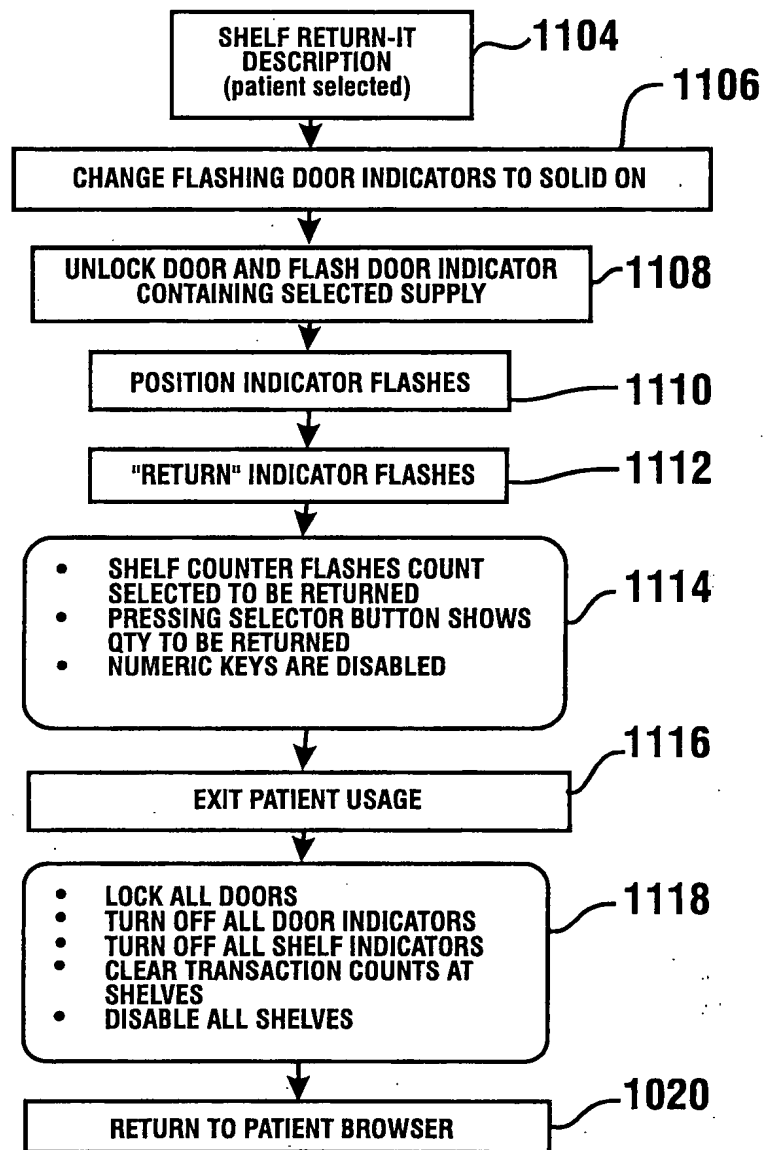 SHELF RETURN-IT
DESCRIPTION
(patient selected)
1104
1106
CHANGE FLASHING DOOR INDICATORS TO SOLID ON
UNLOCK DOOR AND FLASH DOOR INDICATOR
CONTAINING SELECTED SUPPLY
1108
POSITION INDICATOR FLASHES
1110
"RETURN" INDICATOR FLASHES
1112
• SHELF COUNTER FLASHES COUNT
SELECTED TO BE RETURNED
• PRESSING SELECTOR BUTTON SHOWS
QTY TO BE RETURNED
• NUMERIC KEYS ARE DISABLED
1114
1116
EXIT PATIENT USAGE
• LOCK ALL DOORS
• TURN OFF ALL DOOR INDICATORS
• TURN OFF ALL SHELF INDICATORS
• CLEAR TRANSACTION COUNTS AT
SHELVES
• DISABLE ALL SHELVES
1118
1020
RETURN TO PATIENT BROWSER